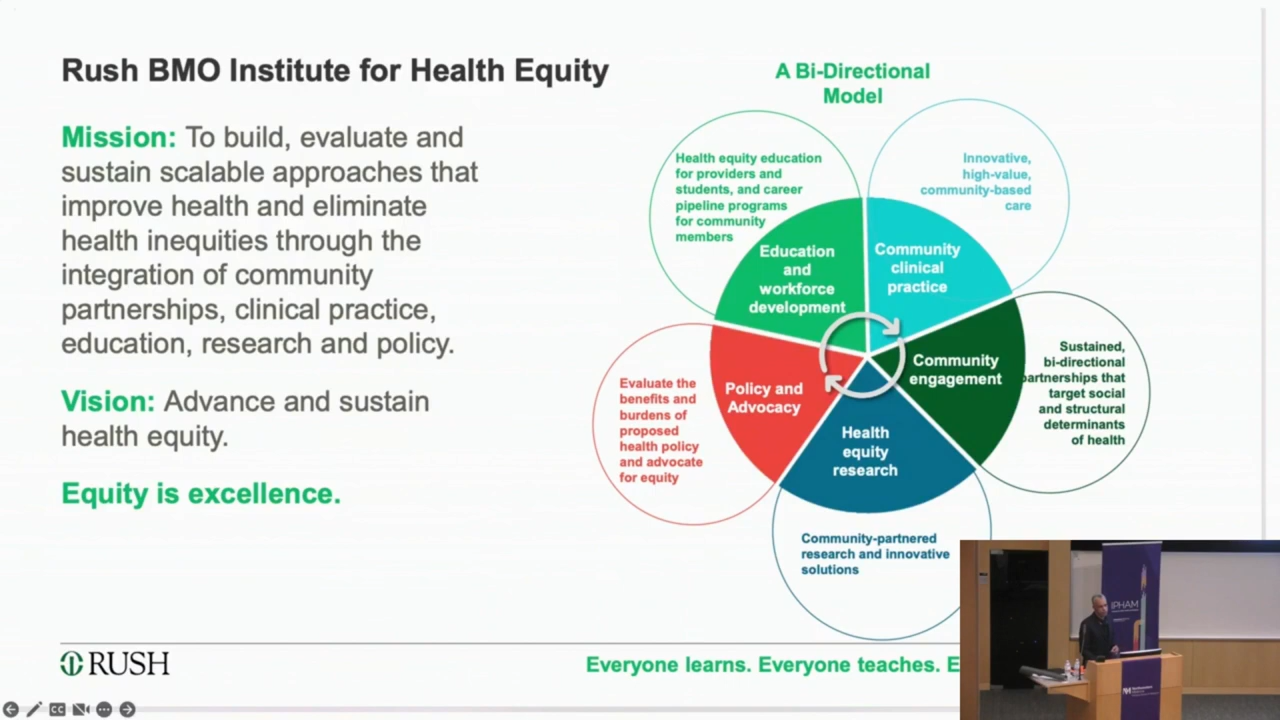 Rush BMO Institute for Health Equity
Mission: To build, evaluate and
sustain scalable approaches that
improve health and eliminate
health inequities through the
integration of community
partnerships, clinical practice,
education, research and policy.
Vision: Advance and sustain
health equity.
Equity is excellence.
A Bi-Directional
Model
Health equity education
for providers and
students, and career
pipeline programs
for community
members
Education
and
workforce
development
Innovative,
high-value,
community-based
care
Community
clinical
practice
Sustained,
bi-directional
partnerships that
target social
and structural
determinants
of health
Community
engagement
Health
equity
research
Community-partnered
research and innovative
solutions
Policy and
Advocacy
Evaluate the
benefits and
burdens of
proposed
health policy
and advocate
for equity
RUSH
Everyone learns. Everyone teaches. E
CC
IPHAM
Northwestern